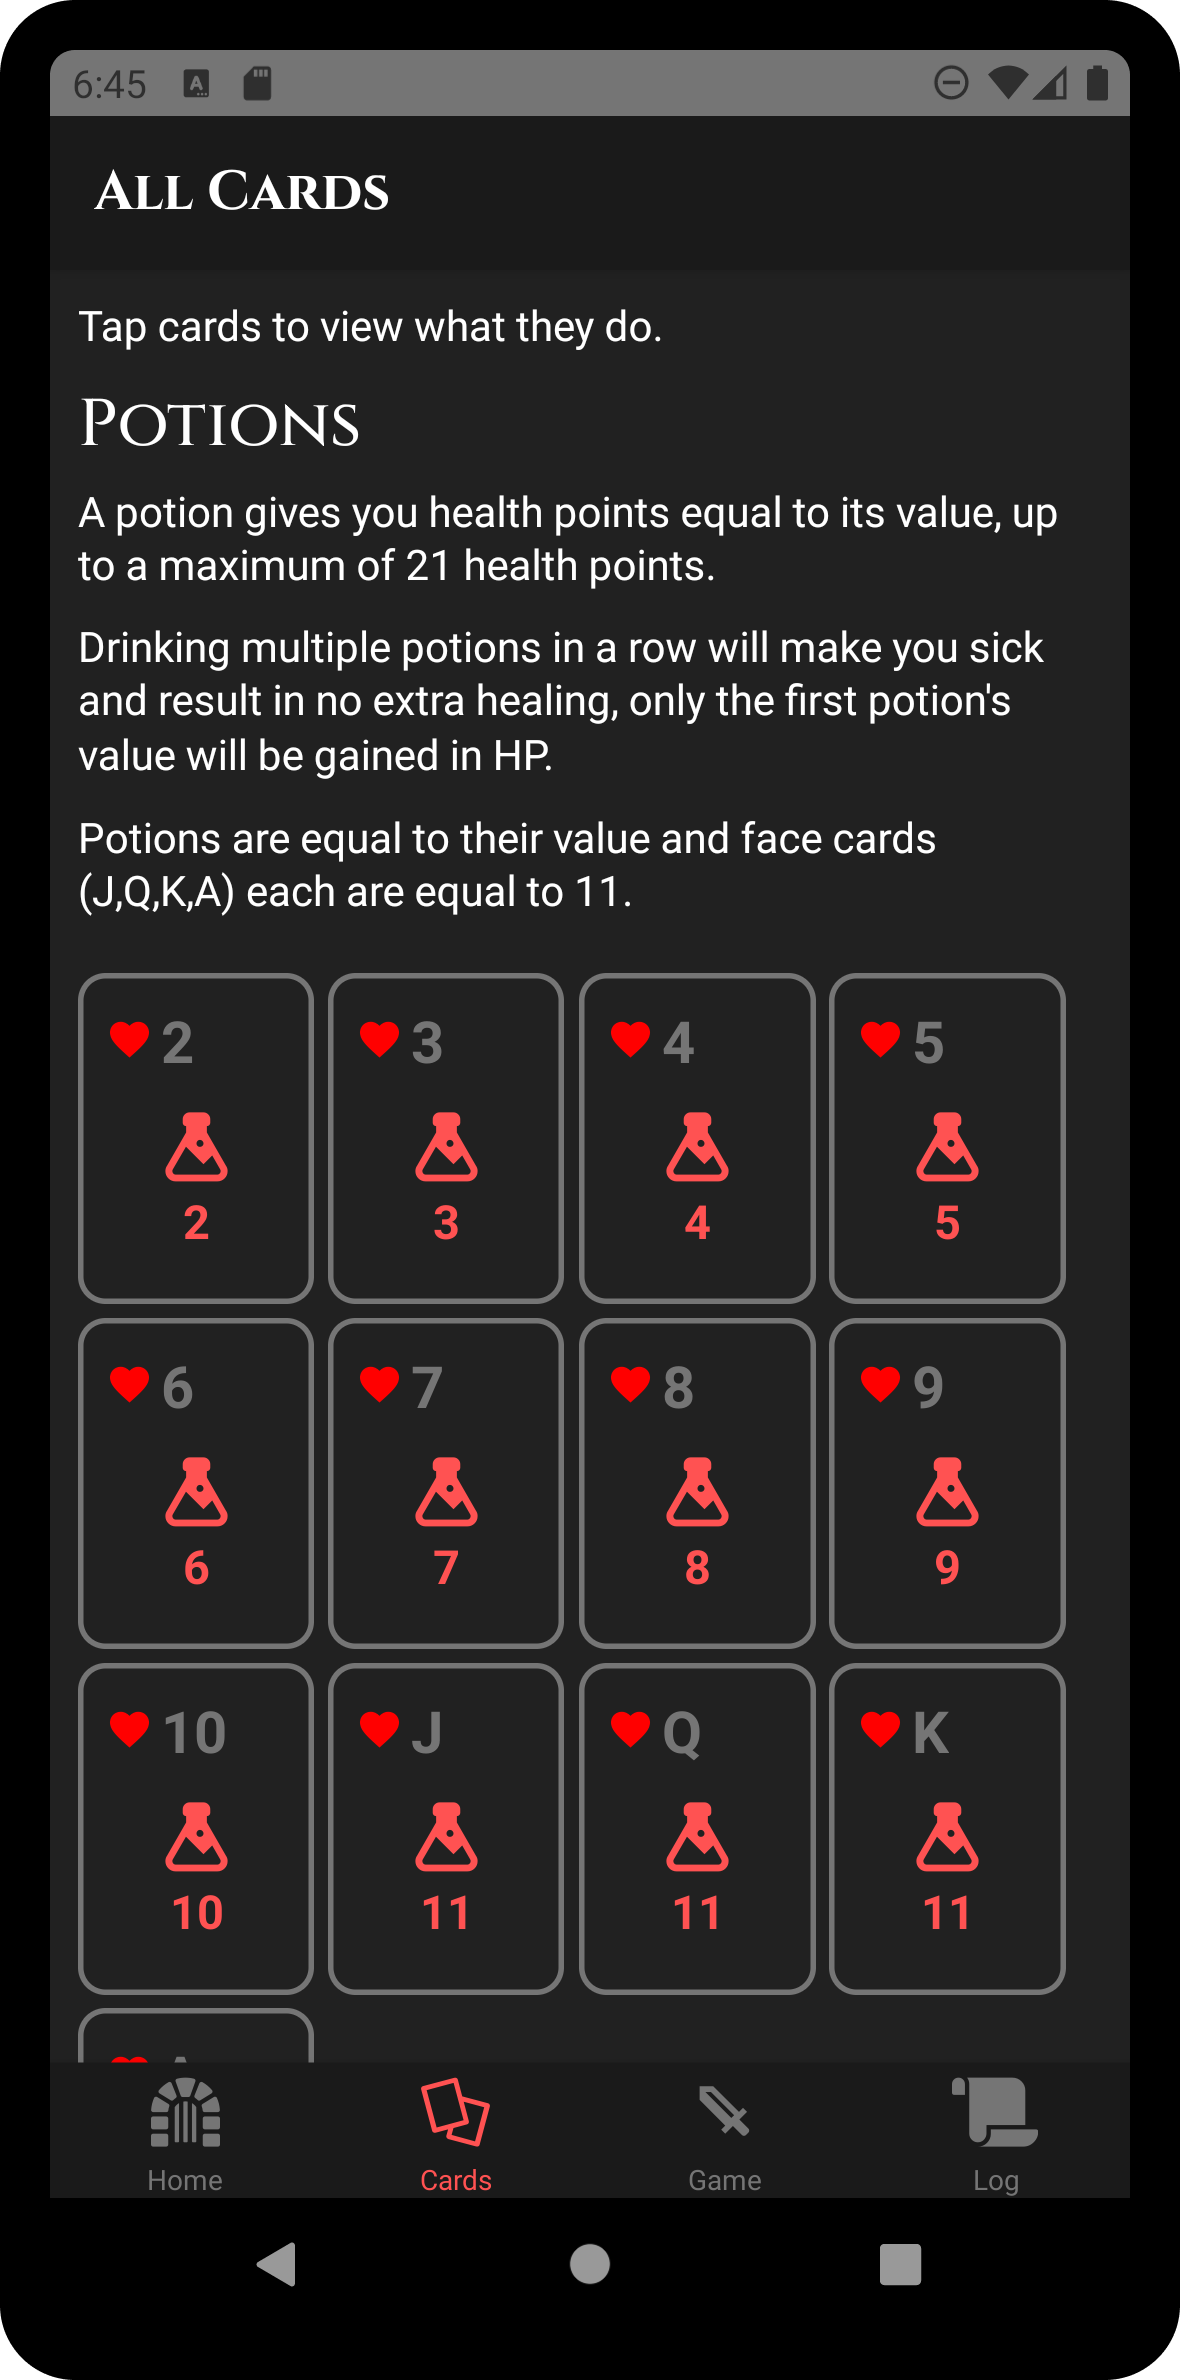 6:45
All Cards
Tap cards to view what they do.
Potions
A potion gives you health points equal to its value, up
to a maximum of 21 health points.
Drinking multiple potions in a row will make you sick
and result in no extra healing, only the first potion's
value will be gained in HP.
Potions are equal to their value and face cards
(J,Q,K,A) each are equal to 11.
2 3 4 5
2 3 4 5
6 7 8 9
6 7 8 9
10 J Q K
10 11 11 11
Home Cards Game Log